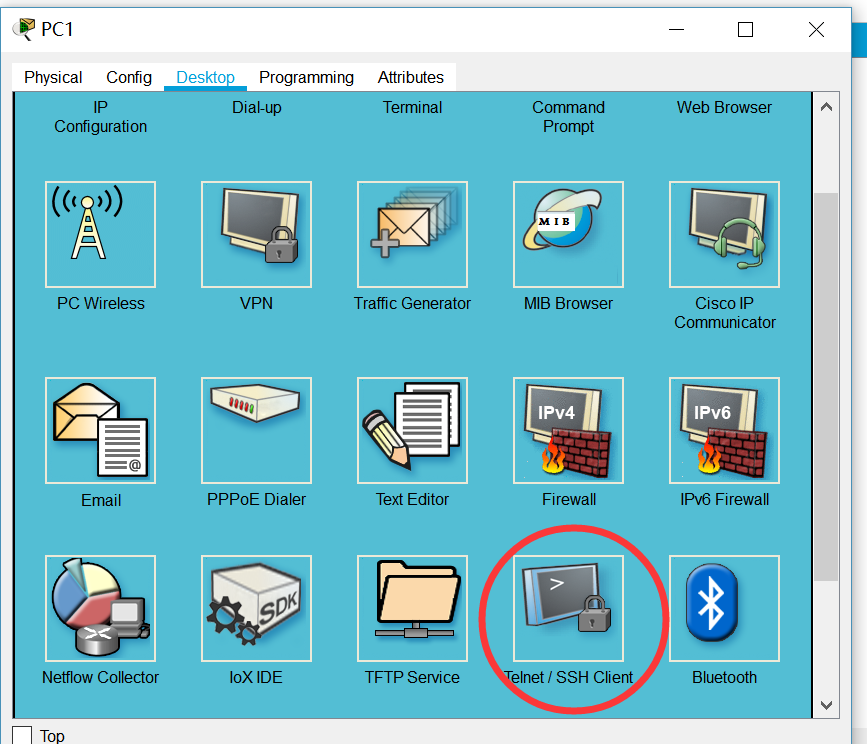 PC1
Physical Config Desktop Programming Attributes
IP
Configuration
Dial-up
Terminal
Command
Prompt
Web Browser
PC Wireless
VPN
Traffic Generator
MIB
MIB Browser
Cisco IP
Communicator
@
Email
PPPoE Dialer
Text Editor
IPv4
Firewall
IPv6
IPv6 Firewall
Netflow Collector
SDK
IoX IDE
TFTP Service
>
Telnet / SSH Client
Bluetooth
Top